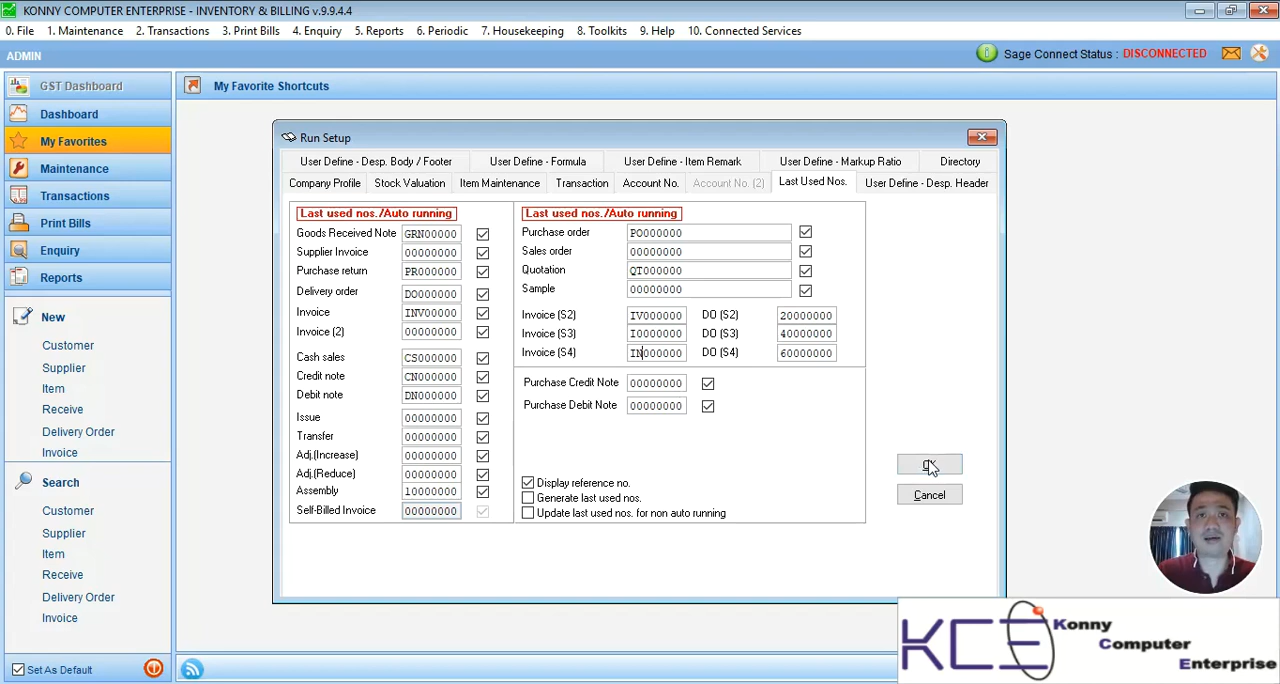 KONNY COMPUTER ENTERPRISE - INVENTORY & BILLING v.9.9.4.4
0. File 1. Maintenance 2. Transactions 3. Print Bills 4. Enquiry 5. Reports 6. Periodic 7. Housekeeping 8. Toolkits 9. Help 10. Connected Services
ADMIN
Sage Connect Status : DISCONNECTED
GST Dashboard
Dashboard
My Favorites
Maintenance
Transactions
Print Bills
Enquiry
Reports
New
Customer
Supplier
Item
Receive
Delivery Order
Invoice
Search
Customer
Supplier
Item
Receive
Delivery Order
Invoice
Set As Default
My Favorite Shortcuts
Run Setup
User Define - Desp. Body / Footer User Define - Formula User Define - Item Remark User Define - Markup Ratio Directory
Company Profile Stock Valuation Item Maintenance Transaction Account No. Account No. (2) Last Used Nos. User Define - Desp. Header
Last used nos./Auto running
Goods Received Note GRN00000
Supplier Invoice 00000000
Purchase return PR000000
Delivery order DO000000
Invoice INV00000
Invoice (2) 00000000
Cash sales CS000000
Credit note CN000000
Debit note DN000000
Issue 00000000
Transfer 00000000
Adj.(Increase) 00000000
Adj.(Reduce) 00000000
Assembly 10000000
Self-Billed Invoice 00000000
Last used nos./Auto running
Purchase order PO000000
Sales order 00000000
Quotation QT000000
Sample 00000000
Invoice (S2) IV000000 DO (S2) 20000000
Invoice (S3) I0000000 DO (S3) 40000000
Invoice (S4) IN000000 DO (S4) 60000000
Purchase Credit Note 00000000
Purchase Debit Note 00000000
Display reference no.
Generate last used nos.
Update last used nos. for non auto running
OK
Cancel
KCE Konny
Computer
Enterprise